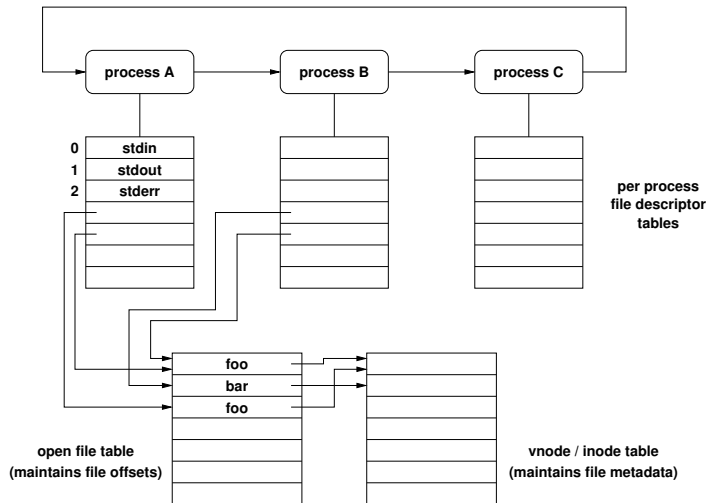 process A
process B
process C
0 stdin
1 stdout
2 stderr
per process
file descriptor
tables
foo
bar
foo
open file table
(maintains file offsets)
vnode / inode table
(maintains file metadata)